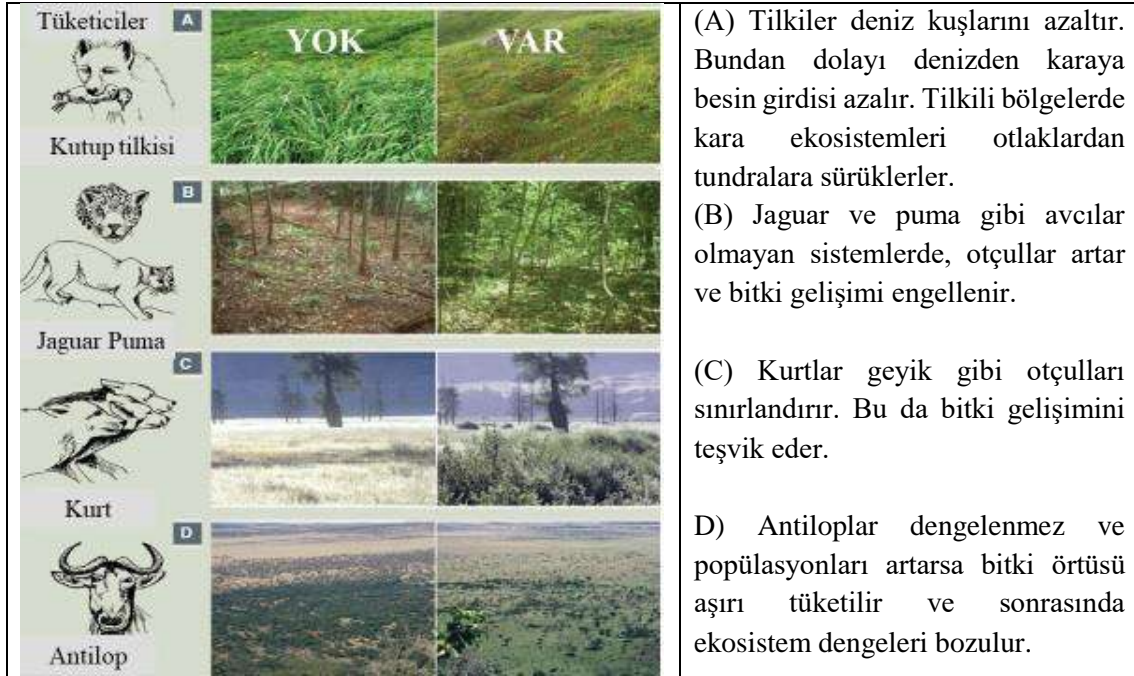 Tüketiciler
A
YOK
VAR
Kutup tilkisi
B
Jaguar Puma
C
Kurt
D
Antilop
(A) Tilkiler deniz kuşlarını azaltır.
Bundan dolayı denizden karaya
besin girdisi azalır. Tilkili bölgelerde
kara ekosistemleri otlaklardan
tundralara sürüklerler.
(B) Jaguar ve puma gibi avcılar
olmayan sistemlerde, otçullar artar
ve bitki gelişimi engellenir.
(C) Kurtlar geyik gibi otçulları
sınırlandırır. Bu da bitki gelişimini
teşvik eder.
D) Antiloplar dengelenmez ve
popülasyonları artarsa bitki örtüsü
aşırı tüketilir ve sonrasında
ekosistem dengeleri bozulur.